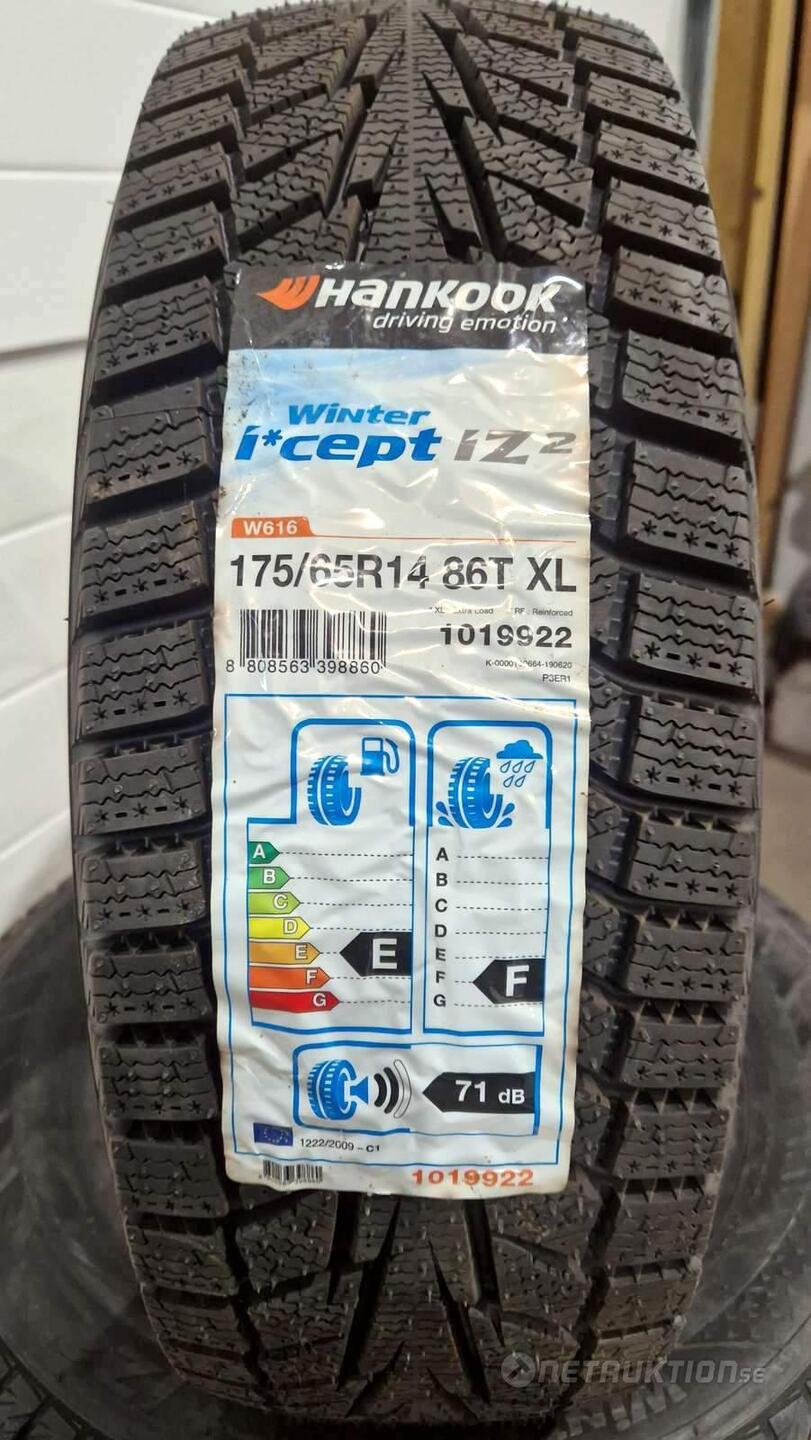 Hankook
driving emotion
Winter
i*cept iZ²
W616
175/65R14 86T XL
* XL : Extra Load RF : Reinforced
1019922
8 808563 398860
P3ER1
A
B
C
D
E
F
G
E
A
B
C
D
E
F
G
F
71 dB
1222/2009 - C1
1019922
NETAUKTION.SE